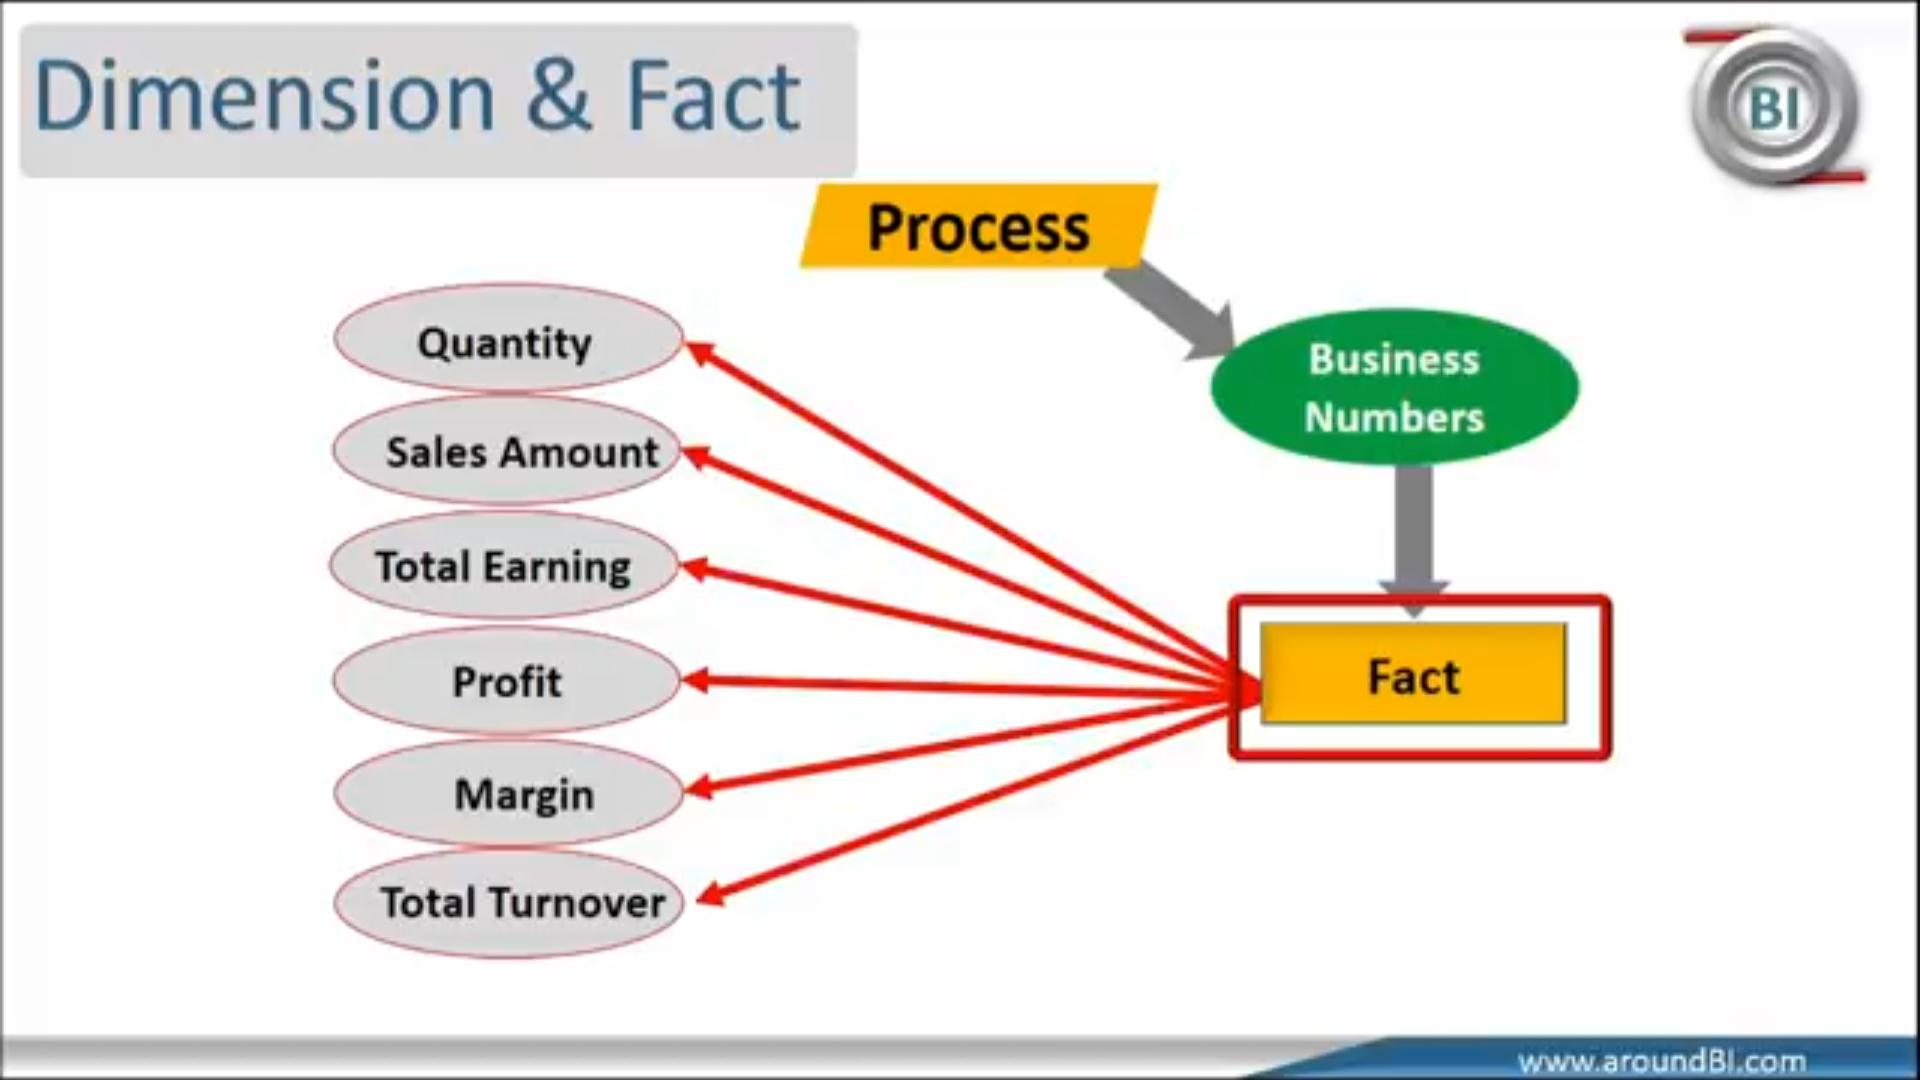 Dimension & Fact
BI
Process
Business
Numbers
Quantity
Sales Amount
Total Earning
Profit
Margin
Total Turnover
Fact
www.aroundBI.com